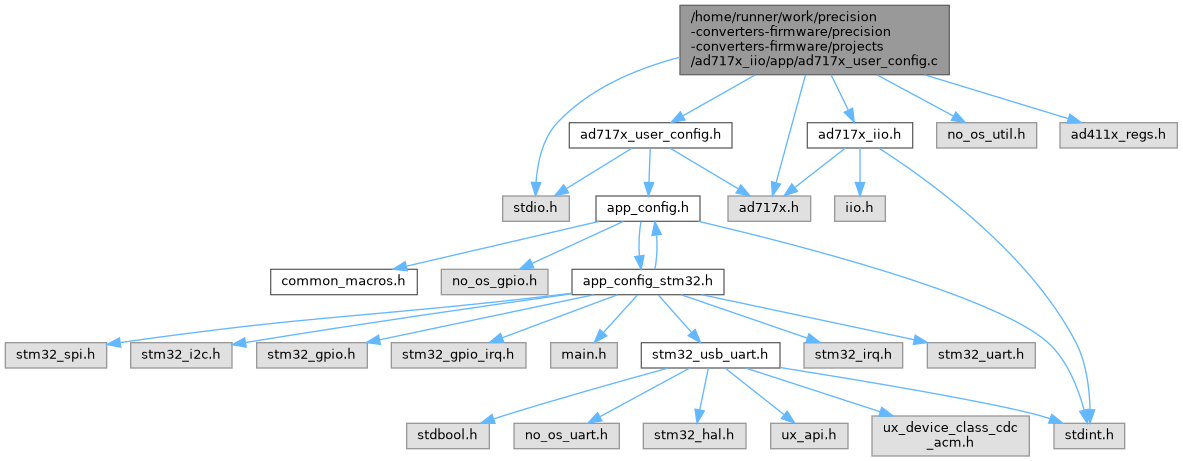 /home/runner/work/precision
-converters-firmware/precision
-converters-firmware/projects
/ad717x_iio/app/ad717x_user_config.c
ad717x_user_config.h
ad717x_iio.h
no_os_util.h
ad411x_regs.h
stdio.h
app_config.h
ad717x.h
iio.h
common_macros.h
no_os_gpio.h
app_config_stm32.h
stm32_spi.h
stm32_i2c.h
stm32_gpio.h
stm32_gpio_irq.h
main.h
stm32_usb_uart.h
stm32_irq.h
stm32_uart.h
stdbool.h
no_os_uart.h
stm32_hal.h
ux_api.h
ux_device_class_cdc
_acm.h
stdint.h